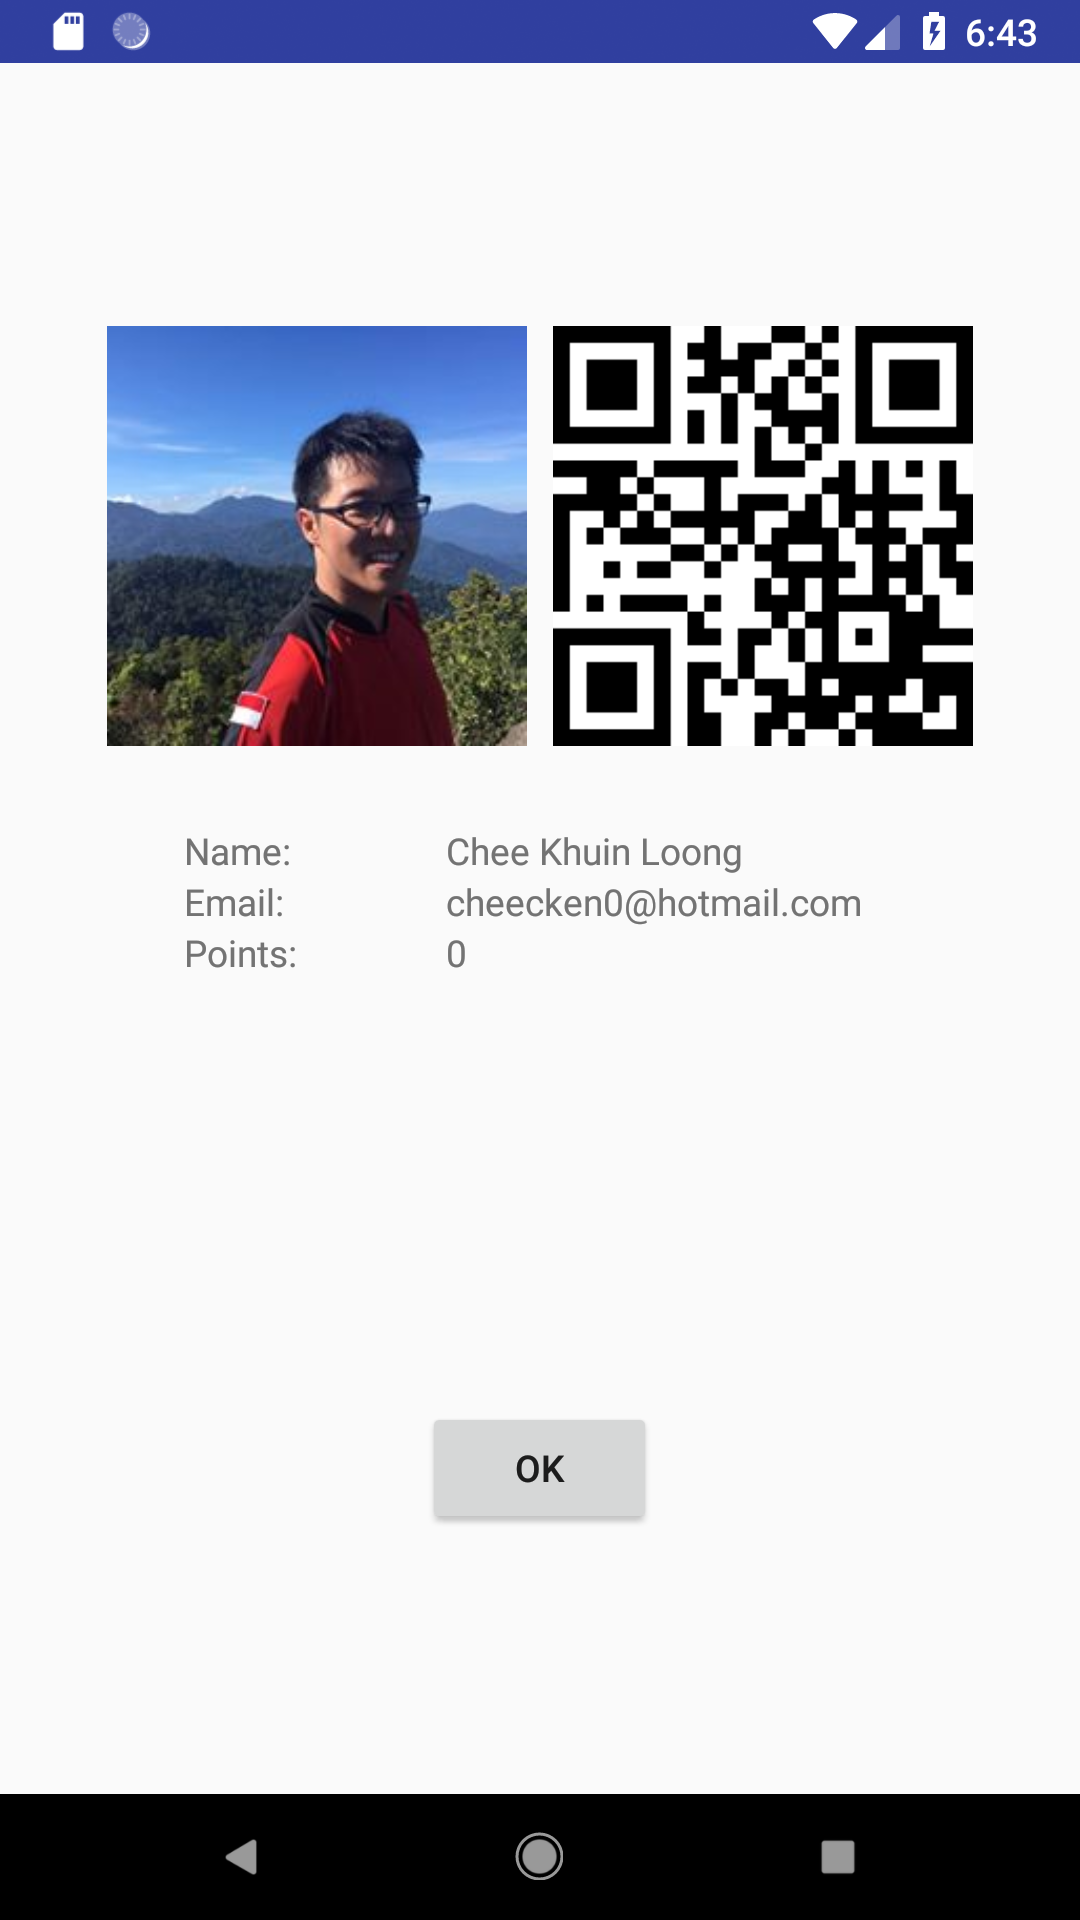 6:43
Name: Chee Khuin Loong
Email: cheecken0@hotmail.com
Points: 0
OK